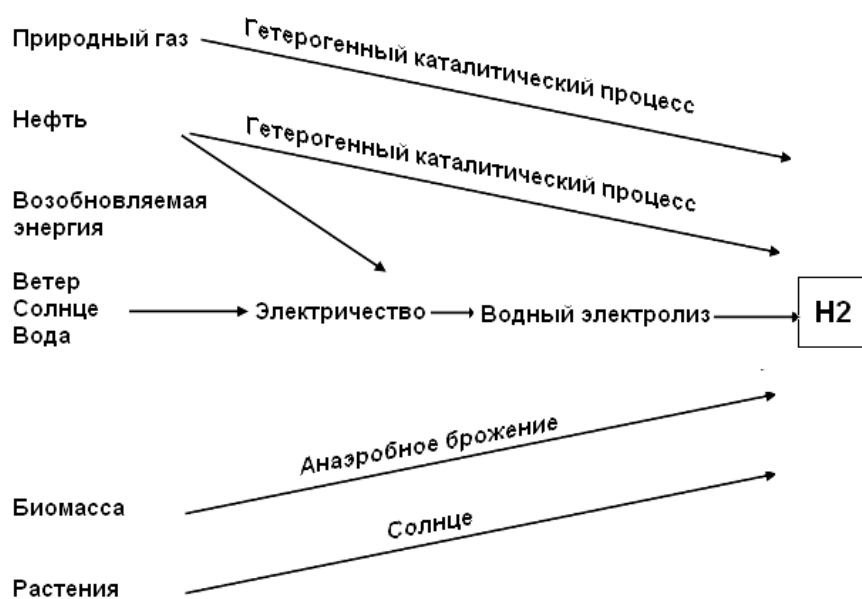 Природный газ
Гетерогенный каталитический процесс
Нефть
Гетерогенный каталитический процесс
Возобновляемая
энергия
Ветер
Солнце
Вода
Электричество
Водный электролиз
H2
Анаэробное брожение
Биомасса
Солнце
Растения